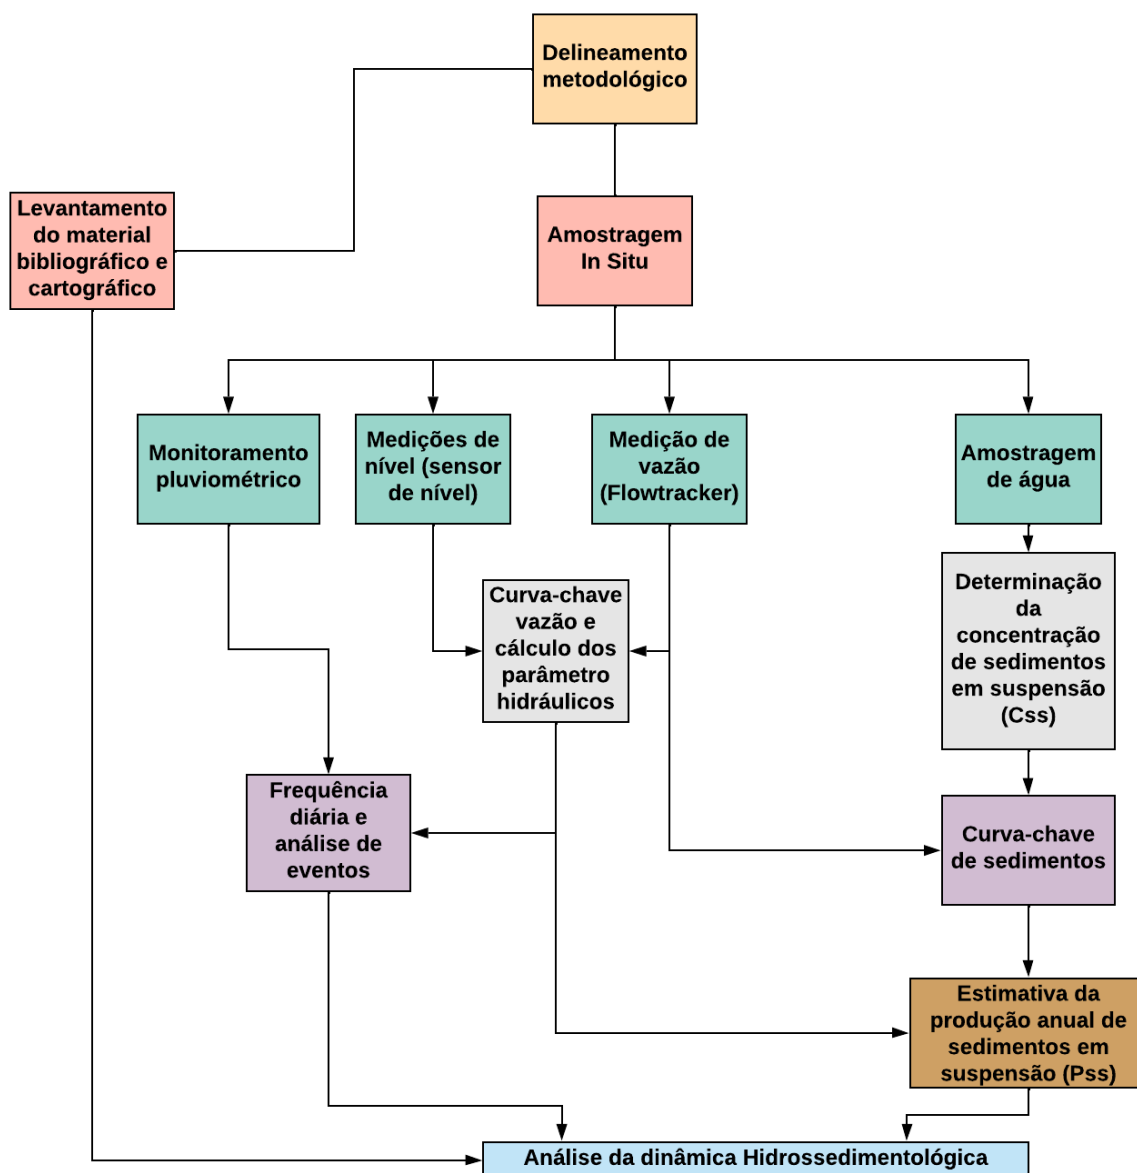 Delineamento
metodológico
Levantamento
do material
bibliográfico e
cartográfico
Amostragem
In Situ
Monitoramento
pluviométrico
Medições de
nível (sensor
de nível)
Medição de
vazão
(Flowtracker)
Amostragem
de água
Curva-chave
vazão e
cálculo dos
parâmetro
hidráulicos
Determinação
da
concentração
de sedimentos
em suspensão
(Css)
Frequência
diária e
análise de
eventos
Curva-chave
de sedimentos
Estimativa da
produção anual de
sedimentos em
suspensão (Pss)
Análise da dinâmica Hidrossedimentológica